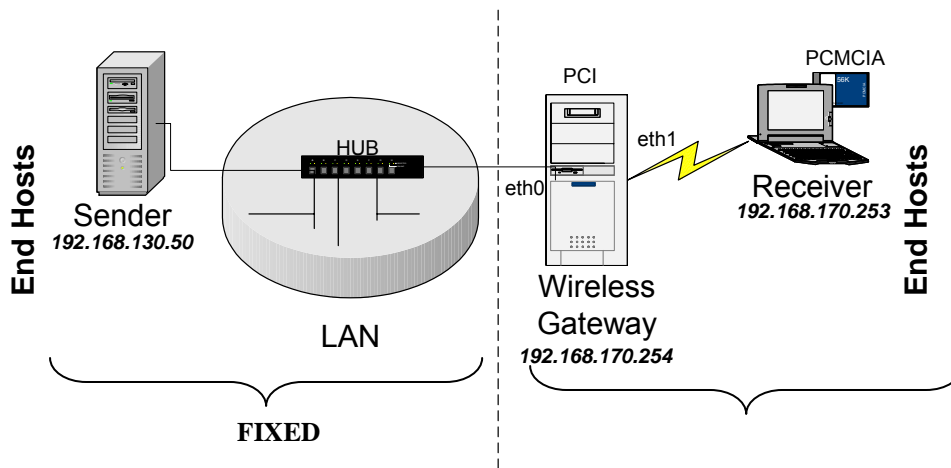 End Hosts
Sender
192.168.130.50
HUB
LAN
FIXED
PCI
eth0
eth1
Wireless
Gateway
192.168.170.254
PCMCIA
56K
Receiver
192.168.170.253
End Hosts